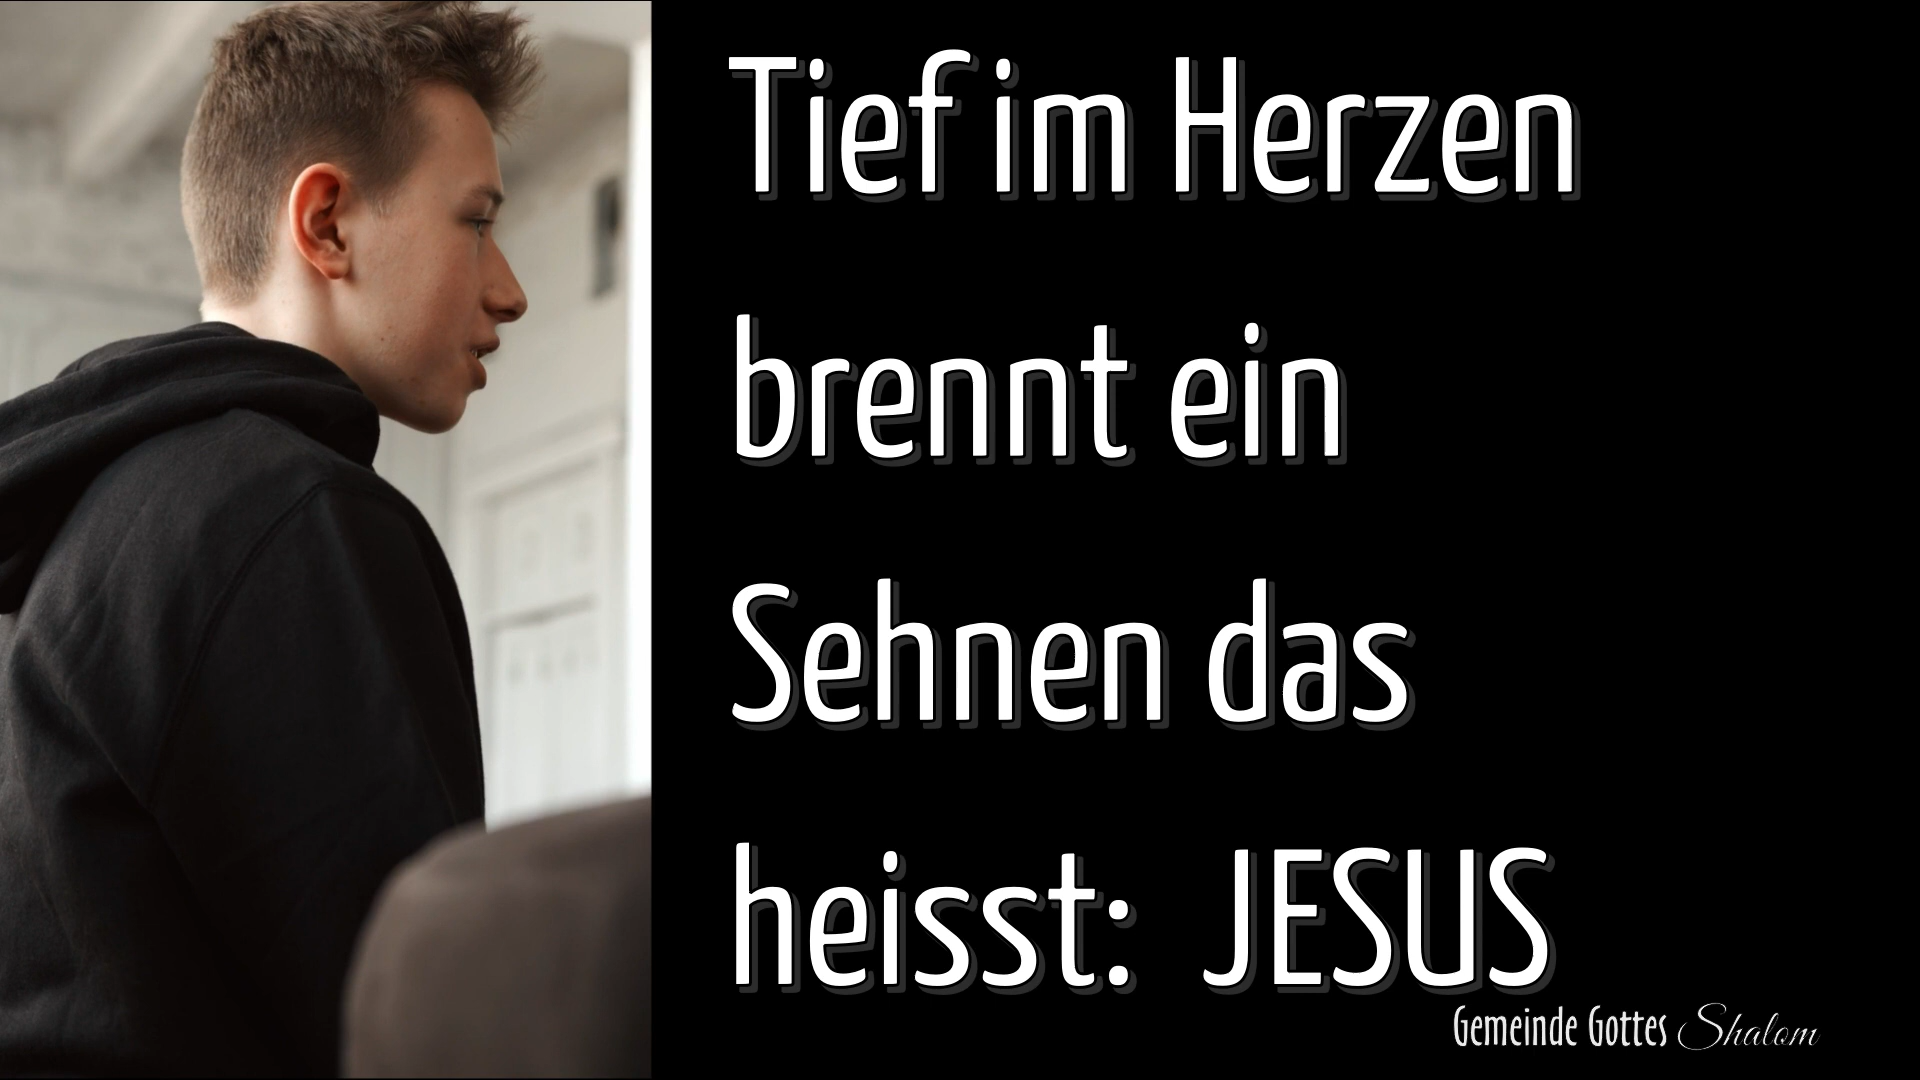 Tief im Herzen
brennt ein
Sehnen das
heisst: JESUS
Gemeinde Gottes Shalom